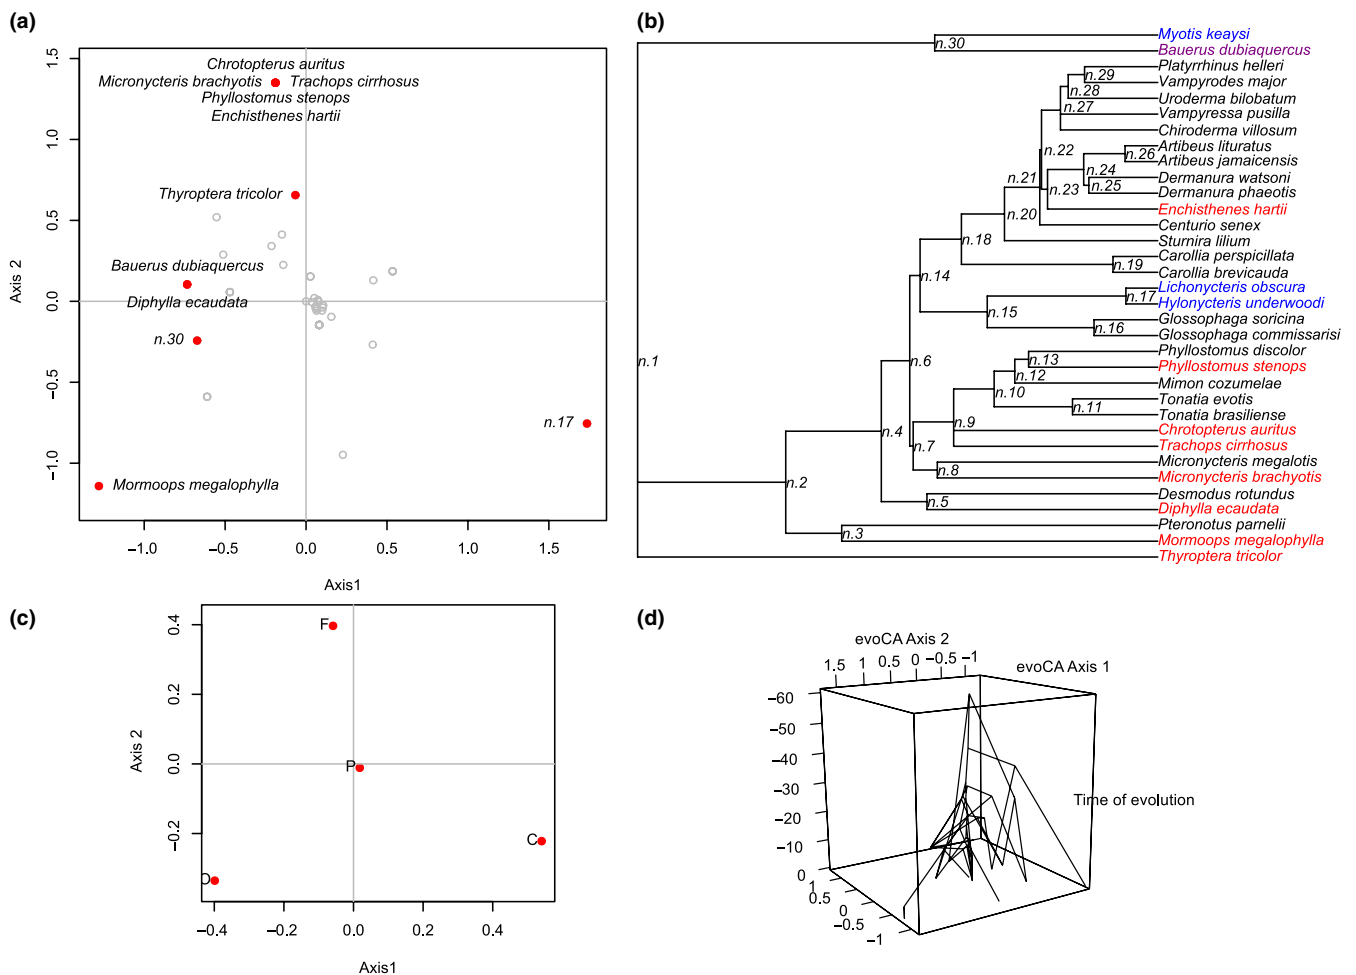 (a)
Chrotopterus auritus
Micronycteris brachyotis Trachops cirrhosus
Phyllostomus stenops
Enchisthenes hartii
Thyroptera tricolor
Bauerus dubiaquercus
Diphylla ecaudata
n.30
n.17
Mormoops megalophylla
1.5
1.0
0.5
0.0
−0.5
−1.0
Axis 2
−1.0 −0.5 0.0 0.5 1.0 1.5
Axis1
(b)
Myotis keaysi
n.30
Bauerus dubiaquercus
Platyrrhinus helleri
n.29
Vampyrodes major
n.28
Uroderma bilobatum
n.27
Vampyressa pusilla
Chiroderma villosum
Artibeus lituratus
n.22
n.26
Artibeus jamaicensis
n.24
Dermanura watsoni
n.21
n.23
n.25
Dermanura phaeotis
Enchisthenes hartii
n.20
Centurio senex
n.18
Sturnira lilium
Carollia perspicillata
n.19
Carollia brevicauda
n.14
Lichonycteris obscura
n.17
Hylonycteris underwoodi
n.15
Glossophaga soricina
n.16
Glossophaga commissarisi
n.1
n.6
Phyllostomus discolor
n.13
Phyllostomus stenops
n.12
Mimon cozumelae
n.10
Tonatia evotis
n.11
Tonatia brasiliense
n.9
Chrotopterus auritus
n.4
n.7
Trachops cirrhosus
Micronycteris megalotis
n.8
Micronycteris brachyotis
n.2
Desmodus rotundus
n.5
Diphylla ecaudata
Pteronotus parnelii
n.3
Mormoops megalophylla
Thyroptera tricolor
(c)
F
P
C
0.4
0.2
0.0
−0.2
Axis 2
−0.4 −0.2 0.0 0.2 0.4
Axis1
(d)
evoCA Axis 2
1.5 1 0.5 0 −0.5 −1
evoCA Axis 1
−60
−50
−40
−30
−20
−10
0
Time of evolution
1
0.5
0
−0.5
−1